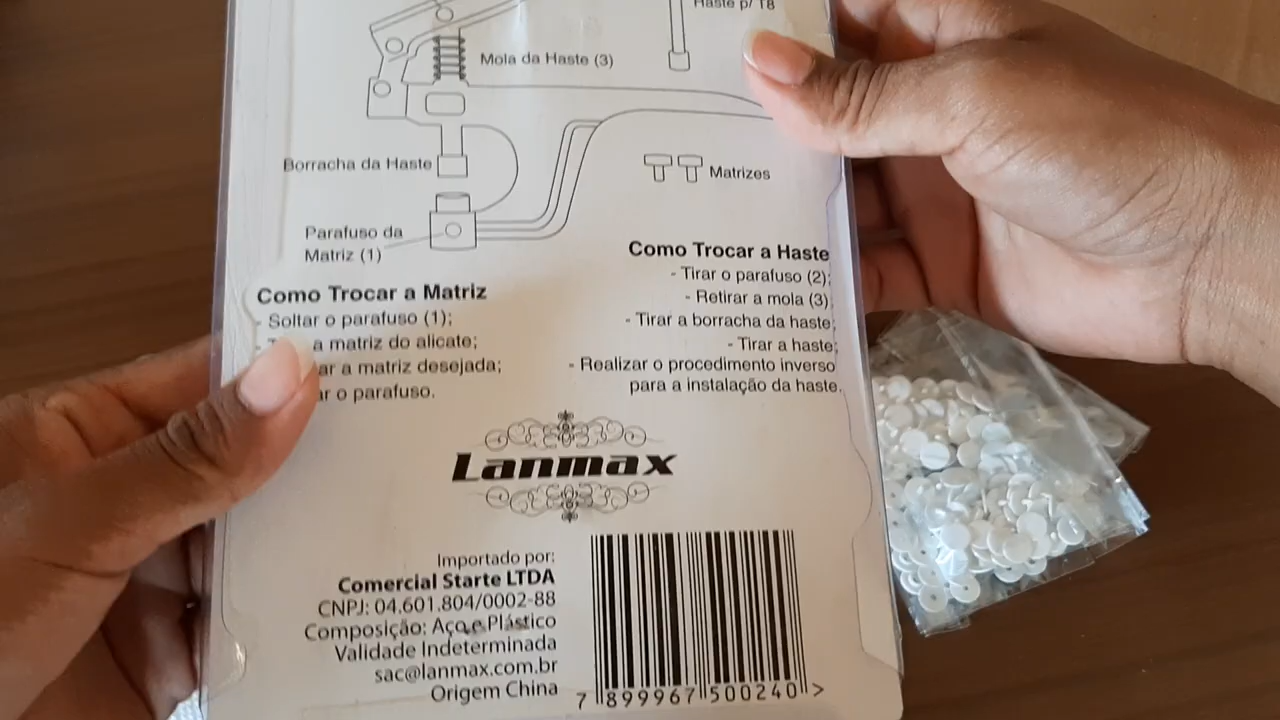 Haste p/ T8
Mola da Haste (3)
Borracha da Haste
Matrizes
Parafuso da
Matriz (1)
Como Trocar a Matriz
- Soltar o parafuso (1);
a matriz do alicate;
a matriz desejada;
o parafuso.
Como Trocar a Haste
- Tirar o parafuso (2);
- Retirar a mola (3)
- Tirar a borracha da haste;
- Tirar a haste;
- Realizar o procedimento inverso
para a instalação da haste.
Lanmax
Importado por:
Comercial Starte LTDA
CNPJ: 04.601.804/0002-88
Composição: Aço e Plástico
Validade Indeterminada
sac@lanmax.com.br
Origem China
7 899967 500240 >